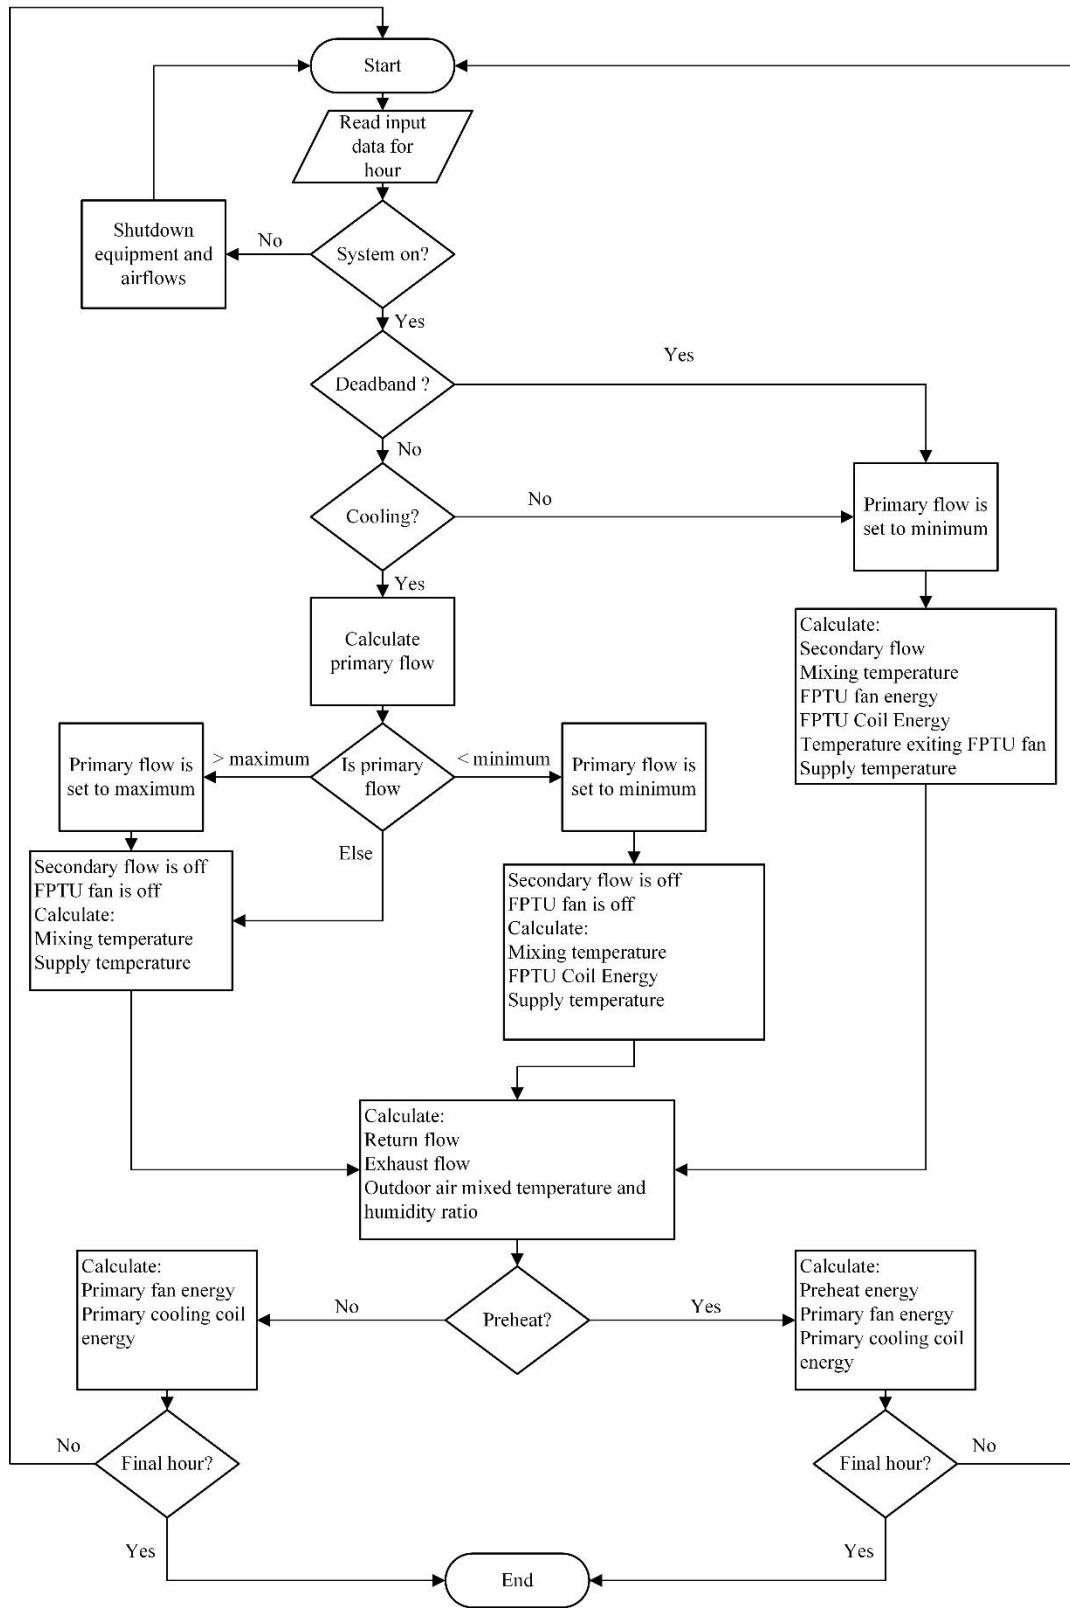 Start
Read input
data for
hour
Shutdown
equipment and
airflows
No
System on?
Yes
Yes
Deadband ?
No
No
Cooling?
Primary flow is
set to minimum
Yes
Calculate
primary flow
Calculate:
Secondary flow
Mixing temperature
FPTU fan energy
FPTU Coil Energy
Temperature exiting FPTU fan
Supply temperature
Primary flow is
set to maximum
> maximum
Is primary
flow
< minimum
Primary flow is
set to minimum
Else
Secondary flow is off
FPTU fan is off
Calculate:
Mixing temperature
Supply temperature
Secondary flow is off
FPTU fan is off
Calculate:
Mixing temperature
FPTU Coil Energy
Supply temperature
Calculate:
Return flow
Exhaust flow
Outdoor air mixed temperature and
humidity ratio
Calculate:
Primary fan energy
Primary cooling coil
energy
No
Preheat?
Yes
Calculate:
Preheat energy
Primary fan energy
Primary cooling coil
energy
No
Final hour?
Final hour?
No
Yes
Yes
End